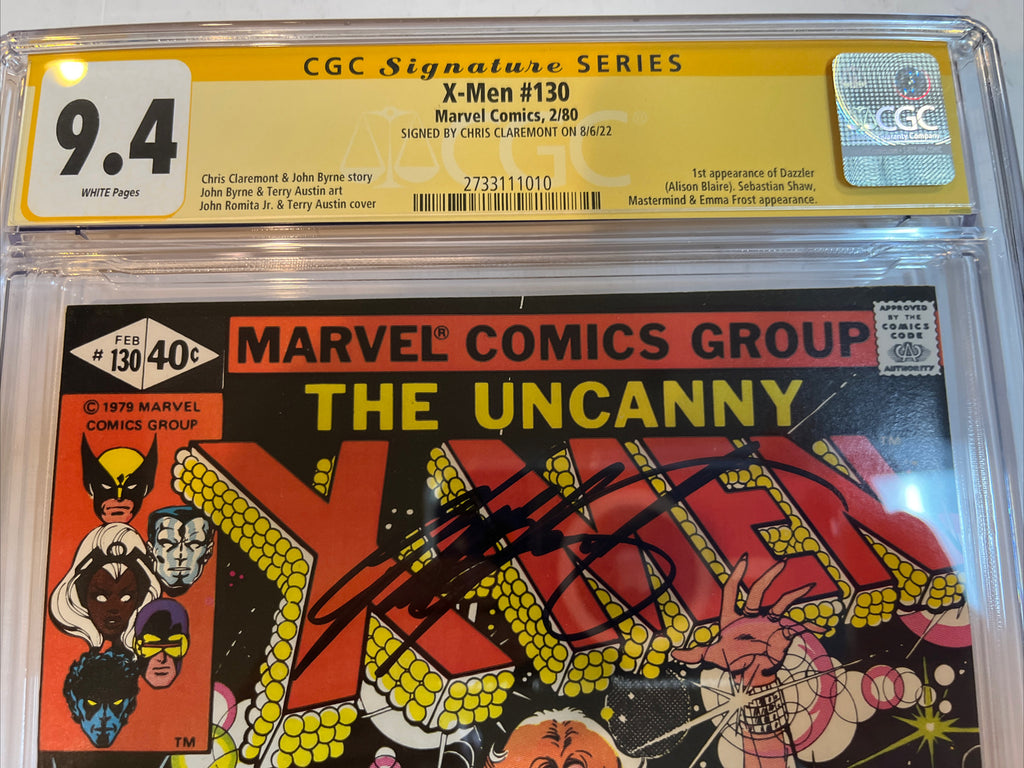 CGC Signature SERIES
9.4
WHITE Pages
X-Men #130
Marvel Comics, 2/80
SIGNED BY CHRIS CLAREMONT ON 8/6/22
Chris Claremont & John Byrne story
John Byrne & Terry Austin art
John Romita Jr. & Terry Austin cover
2733111010
1st appearance of Dazzler
(Alison Blaire). Sebastian Shaw,
Mastermind & Emma Frost appearance.
CGC
CGC
FEB
# 130 40¢
MARVEL® COMICS GROUP
APPROVED
BY THE
COMICS
CODE
AUTHORITY
THE UNCANNY
X-MEN
TM
© 1979 MARVEL
COMICS GROUP
TM